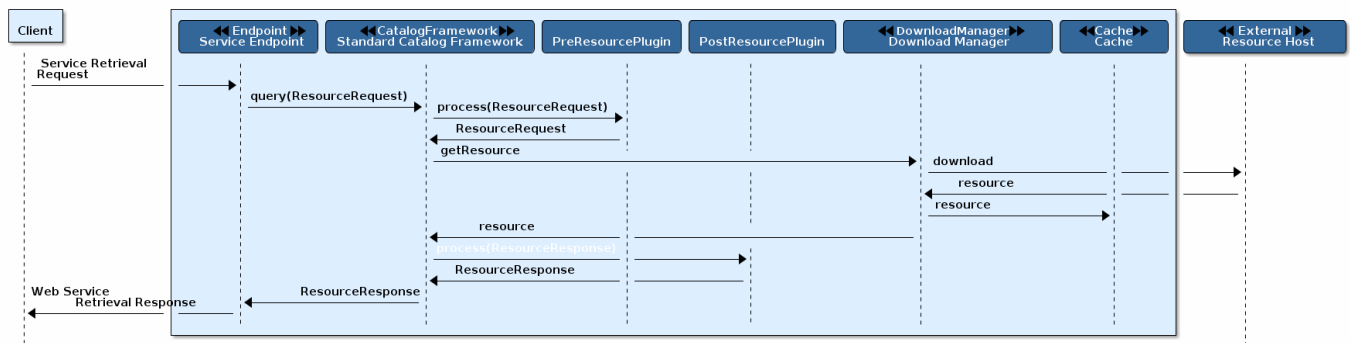 Client
◀◀ Endpoint ▶▶
Service Endpoint
◀◀CatalogFramework▶▶
Standard Catalog Framework
PreResourcePlugin
PostResourcePlugin
◀◀DownloadManager▶▶
Download Manager
◀◀Cache▶▶
Cache
◀◀ External ▶▶
Resource Host
Service Retrieval
Request
query(ResourceRequest)
process(ResourceRequest)
ResourceRequest
getResource
download
resource
resource
resource
process(ResourceResponse)
ResourceResponse
ResourceResponse
Web Service
Retrieval Response